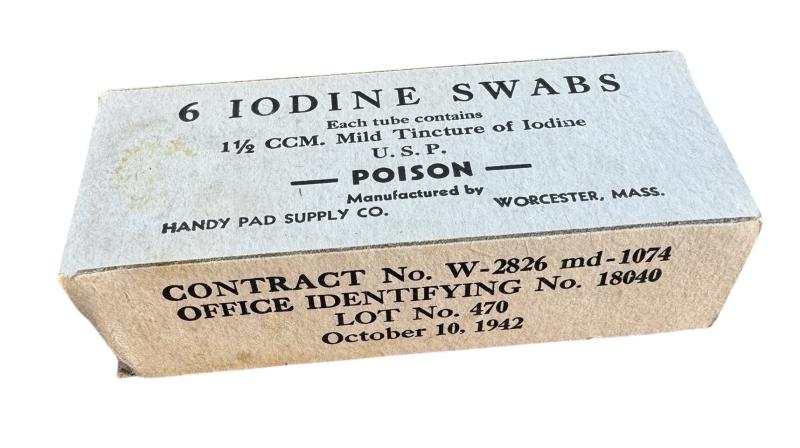 6 IODINE SWABS
Each tube contains
1½ CCM. Mild Tincture of Iodine
U. S. P.
— POISON —
Manufactured by
HANDY PAD SUPPLY CO. WORCESTER, MASS.
CONTRACT No. W-2826 md-1074
OFFICE IDENTIFYING No. 18040
LOT No. 470
October 10, 1942